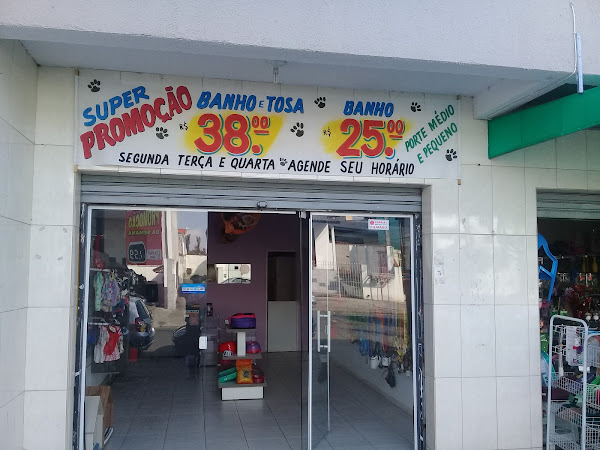 SUPER
PROMOÇÃO
BANHO E TOSA
R$ 38.00
BANHO
R$ 25.00
PORTE MÉDIO
E PEQUENO
SEGUNDA TERÇA E QUARTA AGENDE SEU HORÁRIO